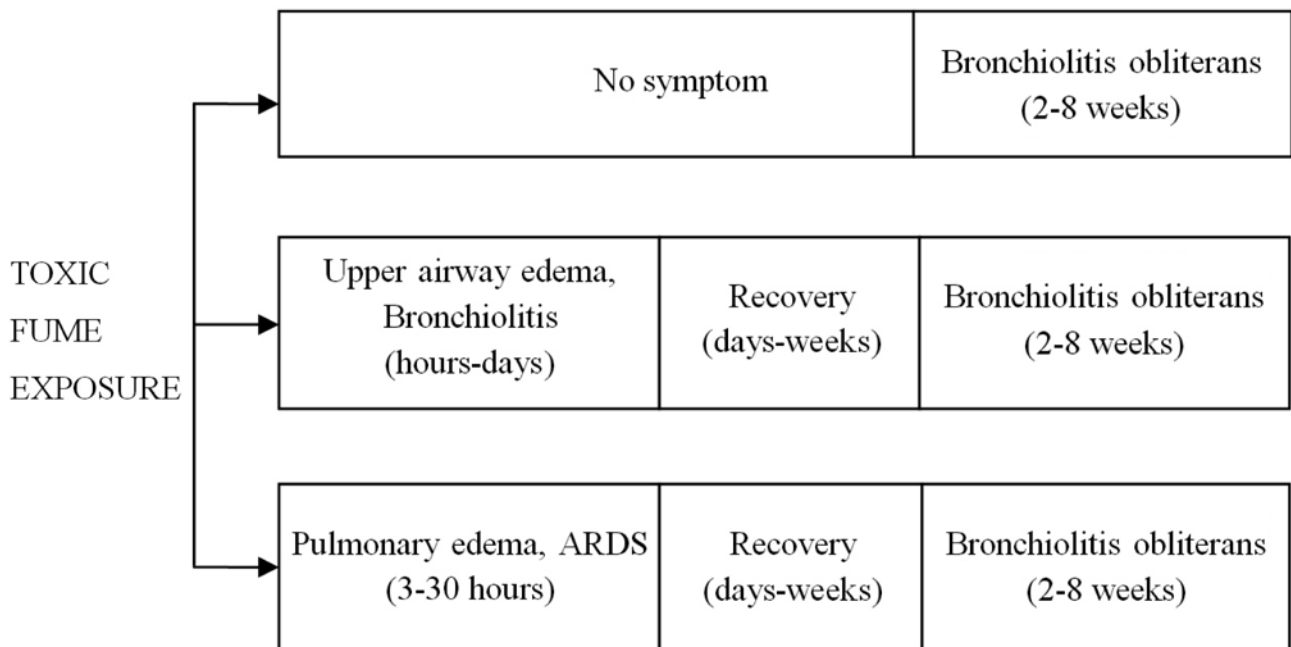 No symptom
Bronchiolitis obliterans
(2-8 weeks)
TOXIC
FUME
EXPOSURE
Upper airway edema,
Bronchiolitis
(hours-days)
Recovery
(days-weeks)
Bronchiolitis obliterans
(2-8 weeks)
Pulmonary edema, ARDS
(3-30 hours)
Recovery
(days-weeks)
Bronchiolitis obliterans
(2-8 weeks)